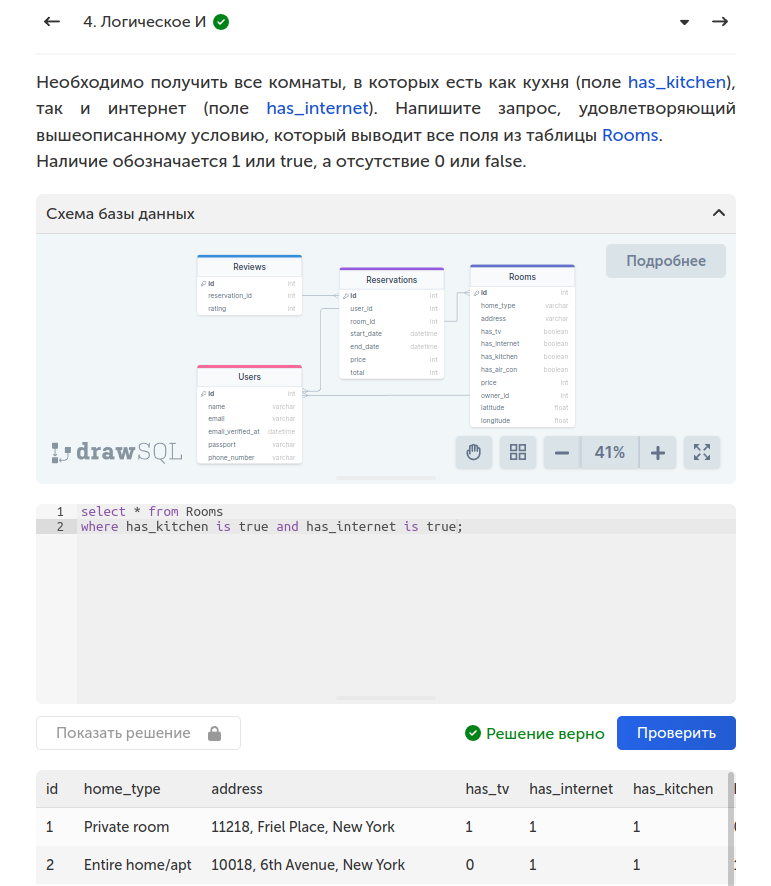 4. Логическое И
Необходимо получить все комнаты, в которых есть как кухня (поле has_kitchen),
так и интернет (поле has_internet). Напишите запрос, удовлетворяющий
вышеописанному условию, который выводит все поля из таблицы Rooms.
Наличие обозначается 1 или true, а отсутствие 0 или false.
Схема базы данных
Подробнее
Reviews
id int
reservation_id int
rating int
Reservations
id int
user_id int
room_id int
start_date datetime
end_date datetime
price int
total int
Rooms
id int
home_type varchar
address varchar
has_tv boolean
has_internet boolean
has_kitchen boolean
has_air_con boolean
price int
owner_id int
latitude float
longitude float
Users
id int
name varchar
email varchar
email_verified_at datetime
passport varchar
phone_number varchar
drawSQL
41%
1 select * from Rooms
2 where has_kitchen is true and has_internet is true;
Показать решение
Решение верно
Проверить
id home_type address has_tv has_internet has_kitchen
1 Private room 11218, Friel Place, New York 1 1 1
2 Entire home/apt 10018, 6th Avenue, New York 0 1 1